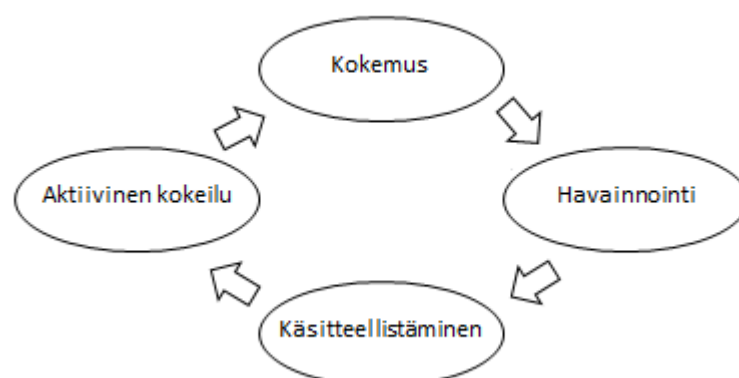 Kokemus
Aktiivinen kokeilu
Havainnointi
Käsitteellistäminen